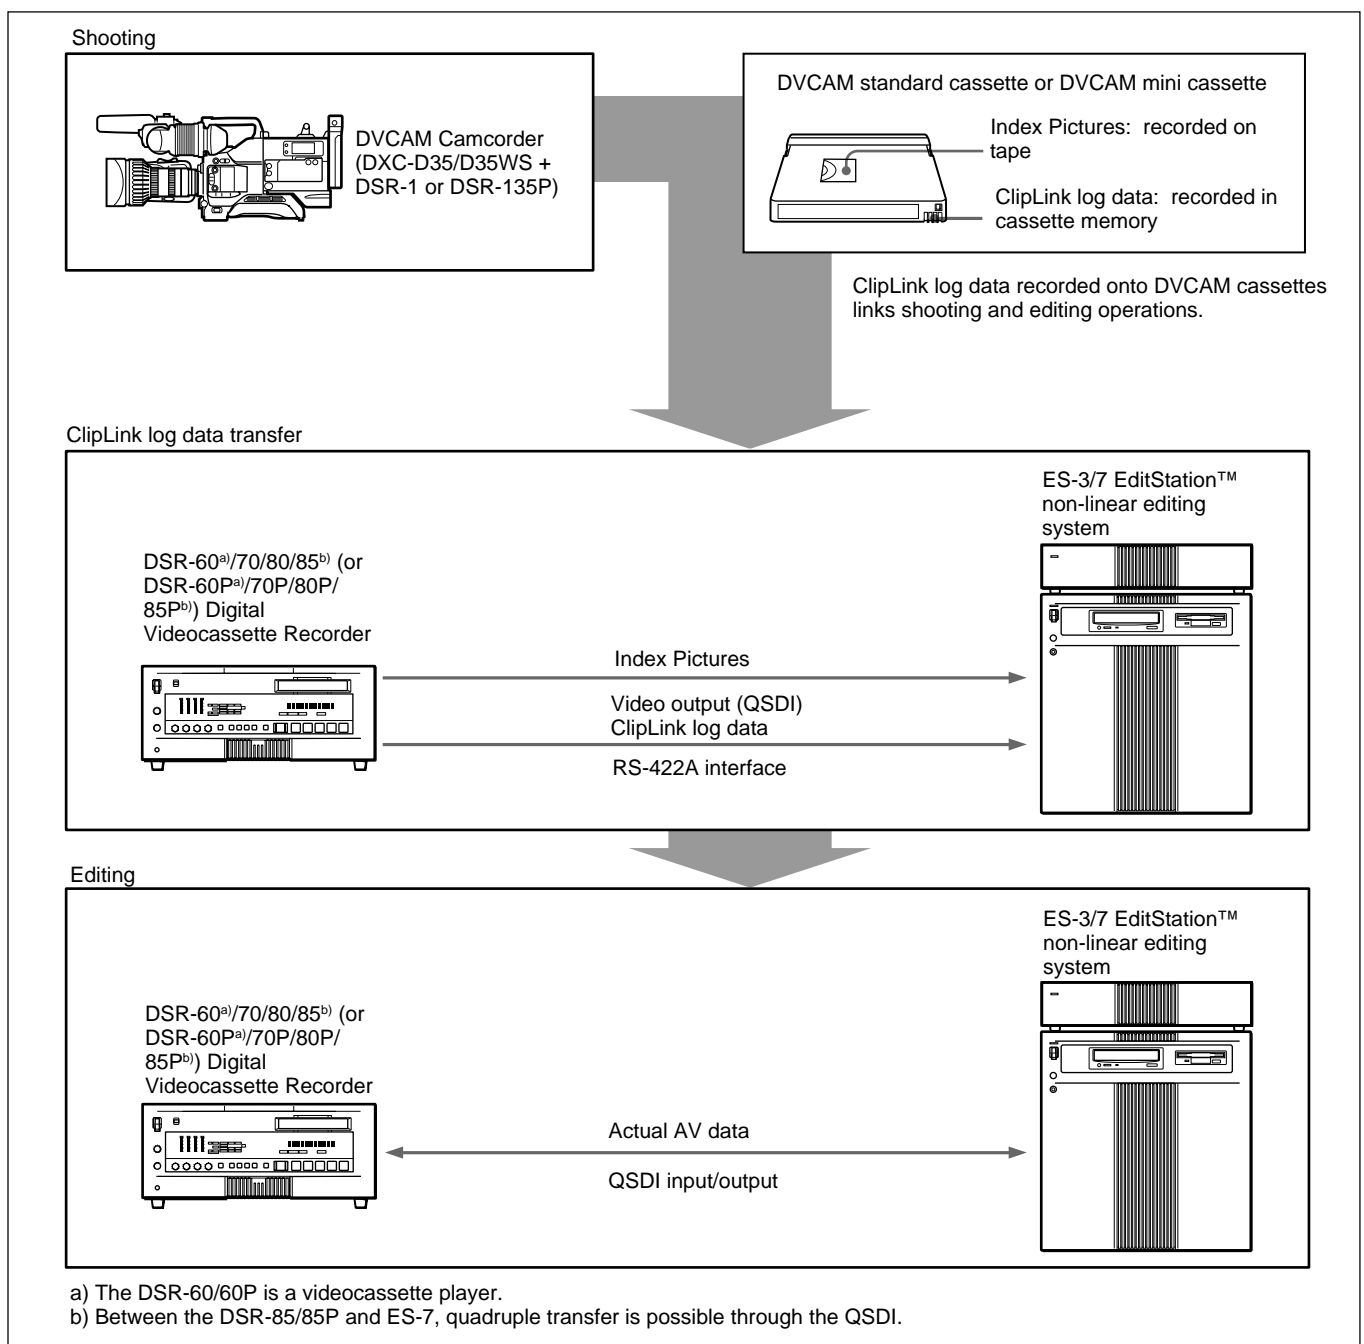 Shooting
DVCAM Camcorder
(DXC-D35/D35WS +
DSR-1 or DSR-135P)
DVCAM standard cassette or DVCAM mini cassette
Index Pictures: recorded on
tape
ClipLink log data: recorded in
cassette memory
ClipLink log data recorded onto DVCAM cassettes
links shooting and editing operations.
ClipLink log data transfer
DSR-60a)/70/80/85b) (or
DSR-60Pa)/70P/80P/
85Pb)) Digital
Videocassette Recorder
Index Pictures
Video output (QSDI)
ClipLink log data
RS-422A interface
ES-3/7 EditStation™
non-linear editing
system
Editing
DSR-60a)/70/80/85b) (or
DSR-60Pa)/70P/80P/
85Pb)) Digital
Videocassette Recorder
Actual AV data
QSDI input/output
ES-3/7 EditStation™
non-linear editing
system
a) The DSR-60/60P is a videocassette player.
b) Between the DSR-85/85P and ES-7, quadruple transfer is possible through the QSDI.